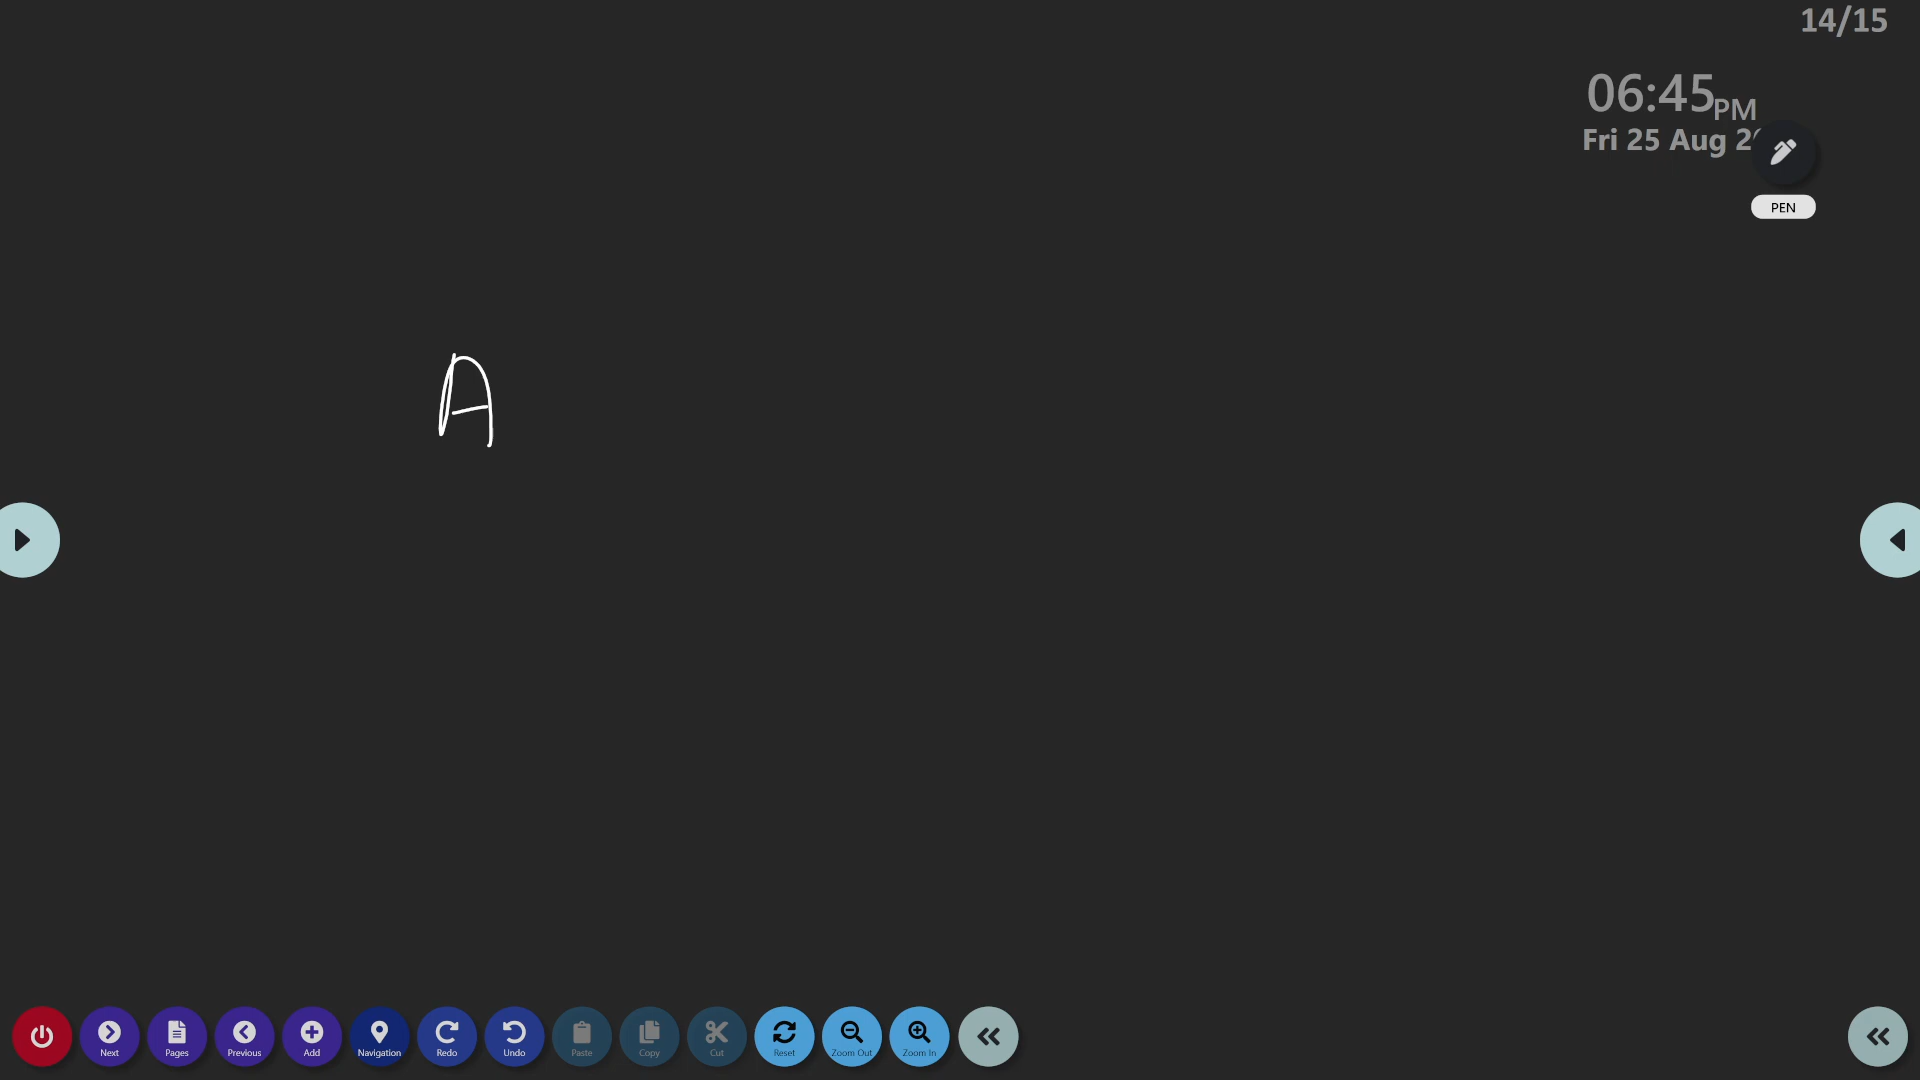 14/15
06:45PM
Fri 25 Aug
PEN
A
Next Pages Previous Add Navigation Redo Undo Paste Copy Cut Reset Zoom Out Zoom In